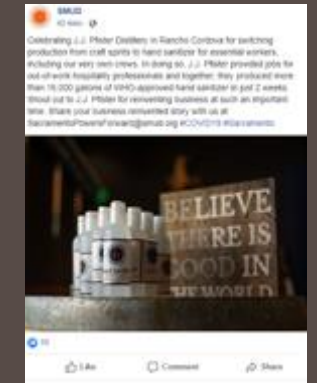 SMUD
Celebrating J.J. Pfister Distillery in Rancho Cordova for switching
production from craft spirits to hand sanitizer for essential workers,
including our very own crews. In doing so, J.J. Pfister provided jobs for
out-of-work hospitality professionals and together, they produced more
than 16,000 gallons of WHO-approved hand sanitizer in just 2 weeks.
Shout out to J.J. Pfister for reinventing business at such an important
time. Share your business reinvented story with us at
SacramentoPowersForward@smud.org #COVID19 #Sacramento
BELIEVE
THERE IS
GOOD IN
THE WORLD
Like
Comment
Share